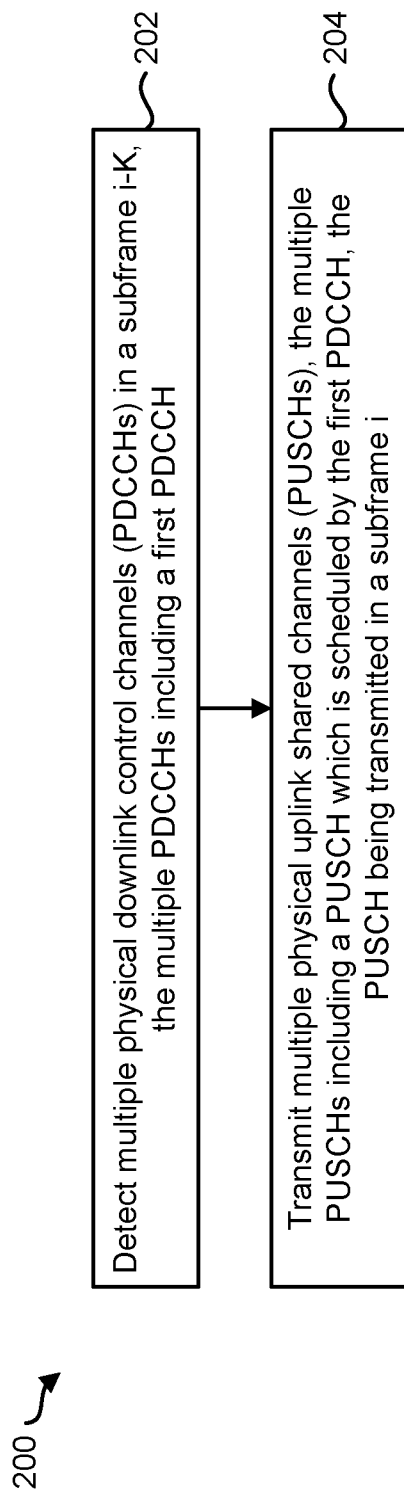 200
Detect multiple physical downlink control channels (PDCCHs) in a subframe i-K,
the multiple PDCCHs including a first PDCCH
202
Transmit multiple physical uplink shared channels (PUSCHs), the multiple
PUSCHs including a PUSCH which is scheduled by the first PDCCH, the
PUSCH being transmitted in a subframe i
204